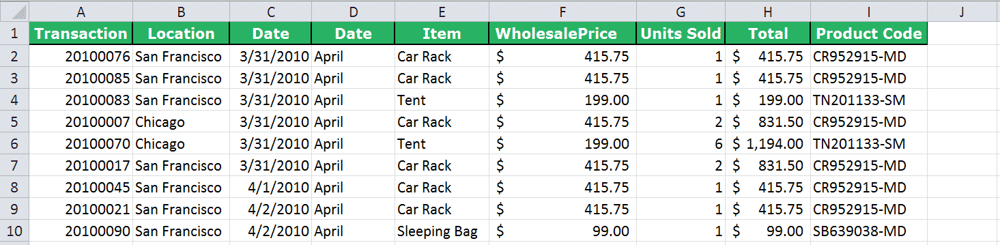 A B C D E F G H I J
1 Transaction Location Date Date Item WholesalePrice Units Sold Total Product Code
2 20100076 San Francisco 3/31/2010 April Car Rack $ 415.75 1 $ 415.75 CR952915-MD
3 20100085 San Francisco 3/31/2010 April Car Rack $ 415.75 1 $ 415.75 CR952915-MD
4 20100083 San Francisco 3/31/2010 April Tent $ 199.00 1 $ 199.00 TN201133-SM
5 20100007 Chicago 3/31/2010 April Car Rack $ 415.75 2 $ 831.50 CR952915-MD
6 20100070 Chicago 3/31/2010 April Tent $ 199.00 6 $ 1,194.00 TN201133-SM
7 20100017 San Francisco 3/31/2010 April Car Rack $ 415.75 2 $ 831.50 CR952915-MD
8 20100045 San Francisco 4/1/2010 April Car Rack $ 415.75 1 $ 415.75 CR952915-MD
9 20100021 San Francisco 4/2/2010 April Car Rack $ 415.75 1 $ 415.75 CR952915-MD
10 20100090 San Francisco 4/2/2010 April Sleeping Bag $ 99.00 1 $ 99.00 SB639038-MD